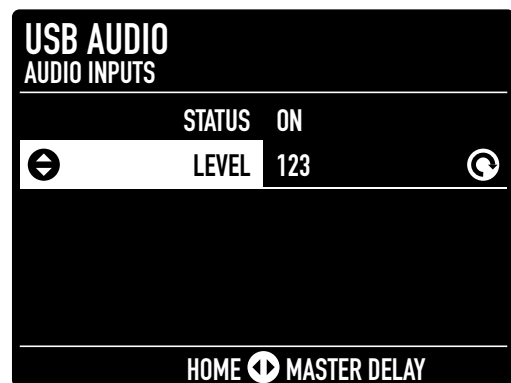 USB AUDIO
AUDIO INPUTS
STATUS ON
LEVEL 123
HOME MASTER DELAY